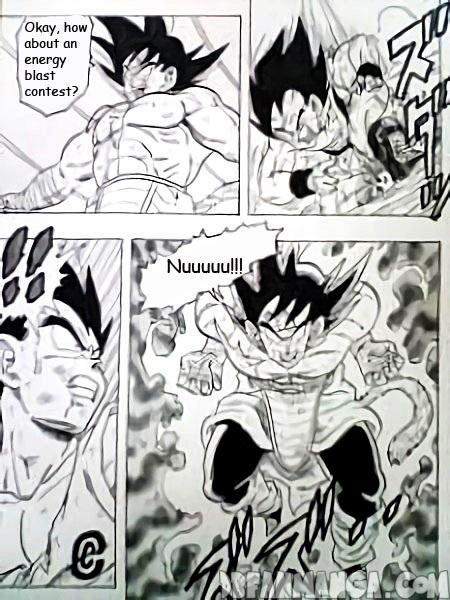 Okay, how
about an
energy
blast
contest?
Nuuuuu!!!
!!
DBFANMANGA.COM